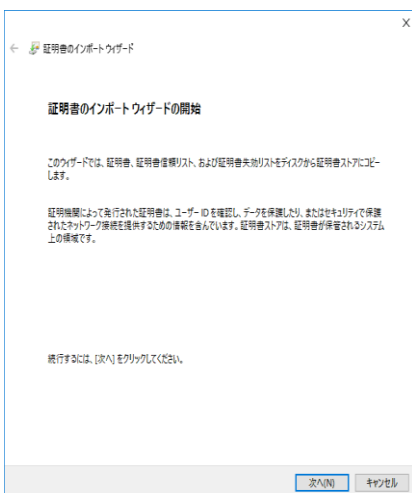 証明書のインポート ウィザード
証明書のインポート ウィザードの開始
このウィザードでは、証明書、証明書信頼リスト、および証明書失効リストをディスクから証明書ストアにコピー
します。
証明機関によって発行された証明書は、ユーザー ID を確認し、データを保護したり、またはセキュリティで保護
されたネットワーク接続を提供するための情報を含んでいます。証明書ストアは、証明書が保管されるシステム
上の領域です。
続行するには、[次へ] をクリックしてください。
次へ(N) キャンセル